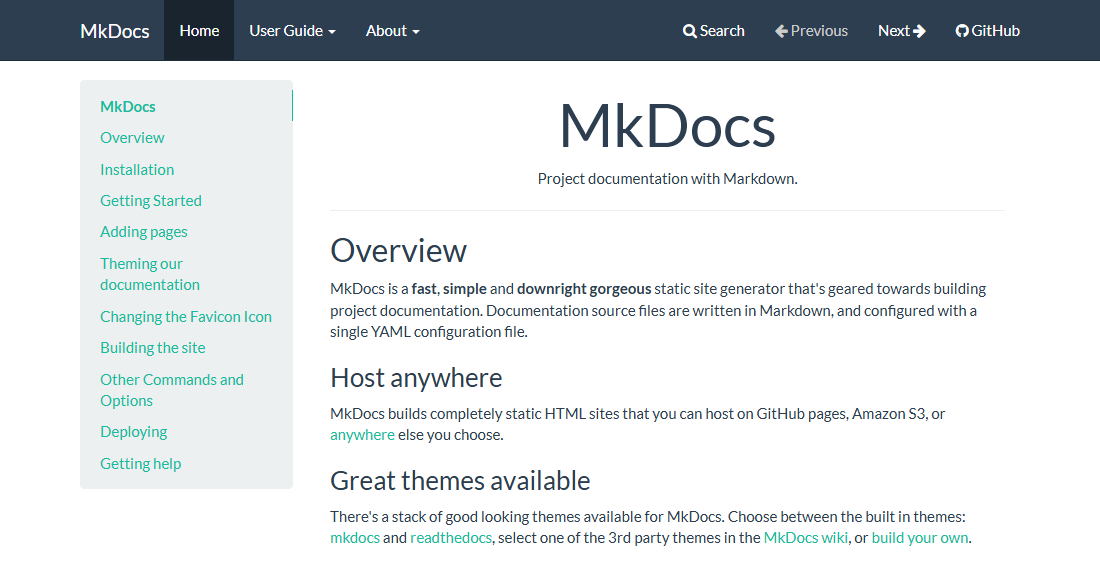 MkDocs Home User Guide About Search Previous Next GitHub
MkDocs
Overview
Installation
Getting Started
Adding pages
Theming our
documentation
Changing the Favicon Icon
Building the site
Other Commands and
Options
Deploying
Getting help
MkDocs
Project documentation with Markdown.
Overview
MkDocs is a fast, simple and downright gorgeous static site generator that's geared towards building
project documentation. Documentation source files are written in Markdown, and configured with a
single YAML configuration file.
Host anywhere
MkDocs builds completely static HTML sites that you can host on GitHub pages, Amazon S3, or
anywhere else you choose.
Great themes available
There's a stack of good looking themes available for MkDocs. Choose between the built in themes:
mkdocs and readthedocs, select one of the 3rd party themes in the MkDocs wiki, or build your own.